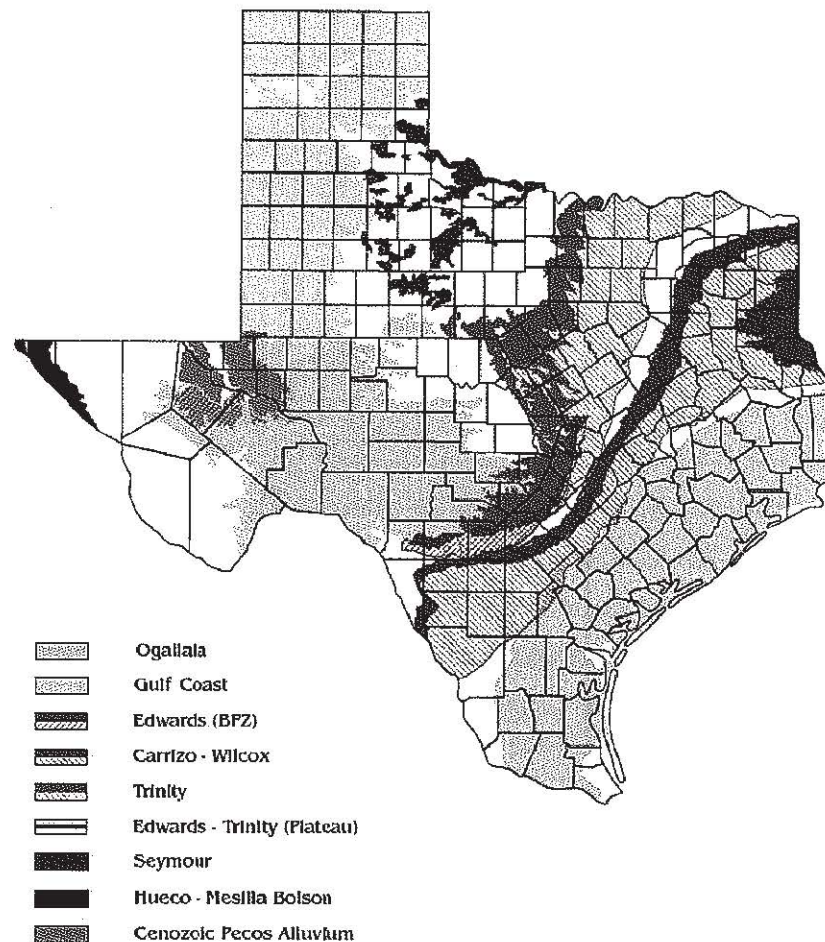 Ogallala
Gulf Coast
Edwards (BFZ)
Carrizo - Wilcox
Trinity
Edwards - Trinity (Plateau)
Seymour
Hueco - Mesilla Bolson
Cenozoic Pecos Alluvium